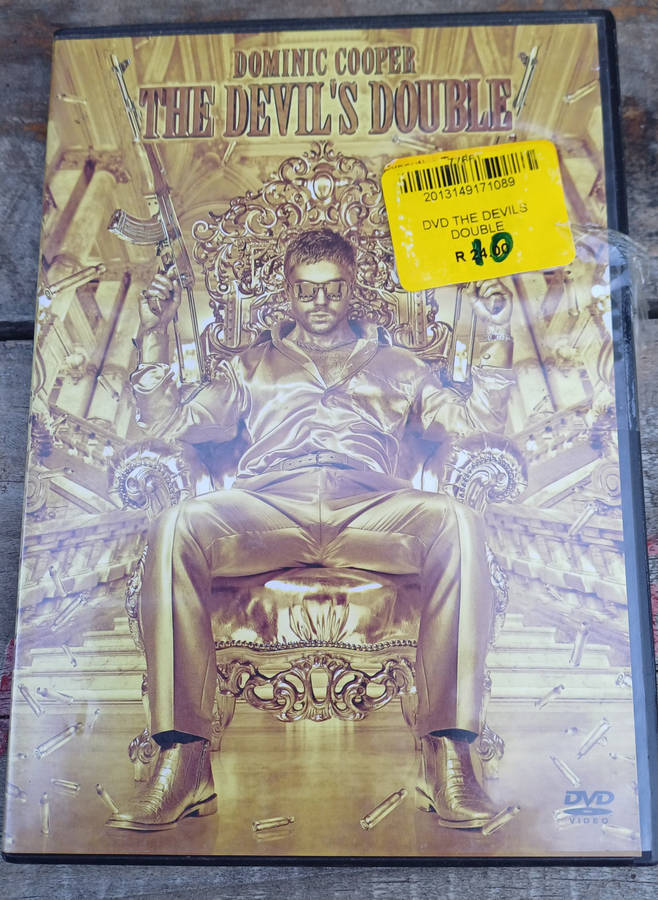 DOMINIC COOPER
THE DEVIL'S DOUBLE
2013149171089
DVD THE DEVILS
DOUBLE
R 24.00
10
DVD
VIDEO